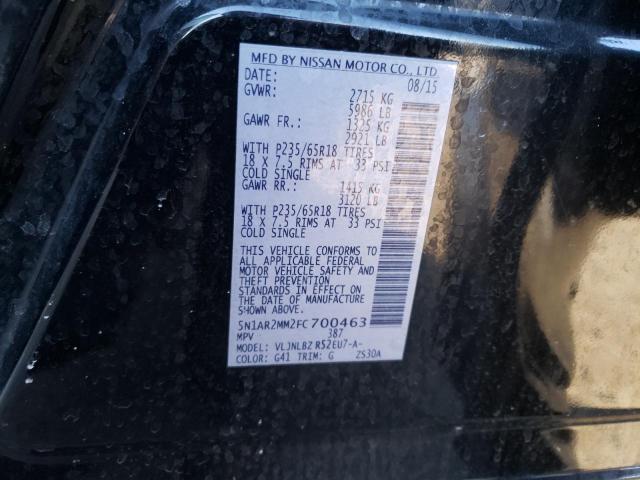 MFD BY NISSAN MOTOR CO., LTD.
DATE: 08/15
GVWR: 2715 KG
5986 LB
GAWR FR.: 1325 KG
2921 LB
WITH P235/65R18 TIRES
18 X 7.5 RIMS AT 33 PSI
COLD SINGLE
GAWR RR.: 1415 KG
3120 LB
WITH P235/65R18 TIRES
18 X 7.5 RIMS AT 33 PSI
COLD SINGLE
THIS VEHICLE CONFORMS TO
ALL APPLICABLE FEDERAL
MOTOR VEHICLE SAFETY AND
THEFT PREVENTION
STANDARDS IN EFFECT ON
THE DATE OF MANUFACTURE
SHOWN ABOVE.
5N1AR2MM2FC700463
MPV 387
MODEL: VLJNLBZ R52EU7-A-
COLOR: G41 TRIM: G ZS30A